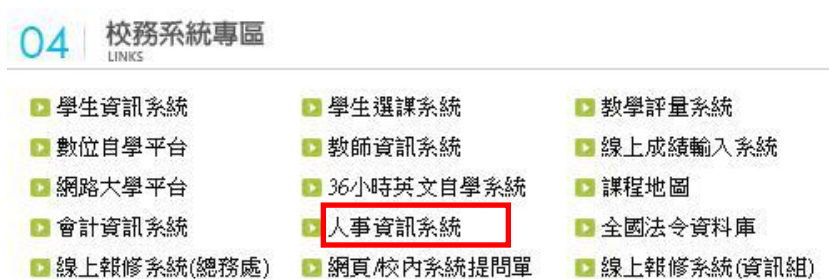 04 校務系統專區
LINKS
學生資訊系統 學生選課系統 教學評量系統
數位自學平台 教師資訊系統 線上成績輸入系統
網路大學平台 36小時英文自學系統 課程地圖
會計資訊系統 人事資訊系統 全國法令資料庫
線上報修系統(總務處) 網頁/校內系統提問單 線上報修系統(資訊組)